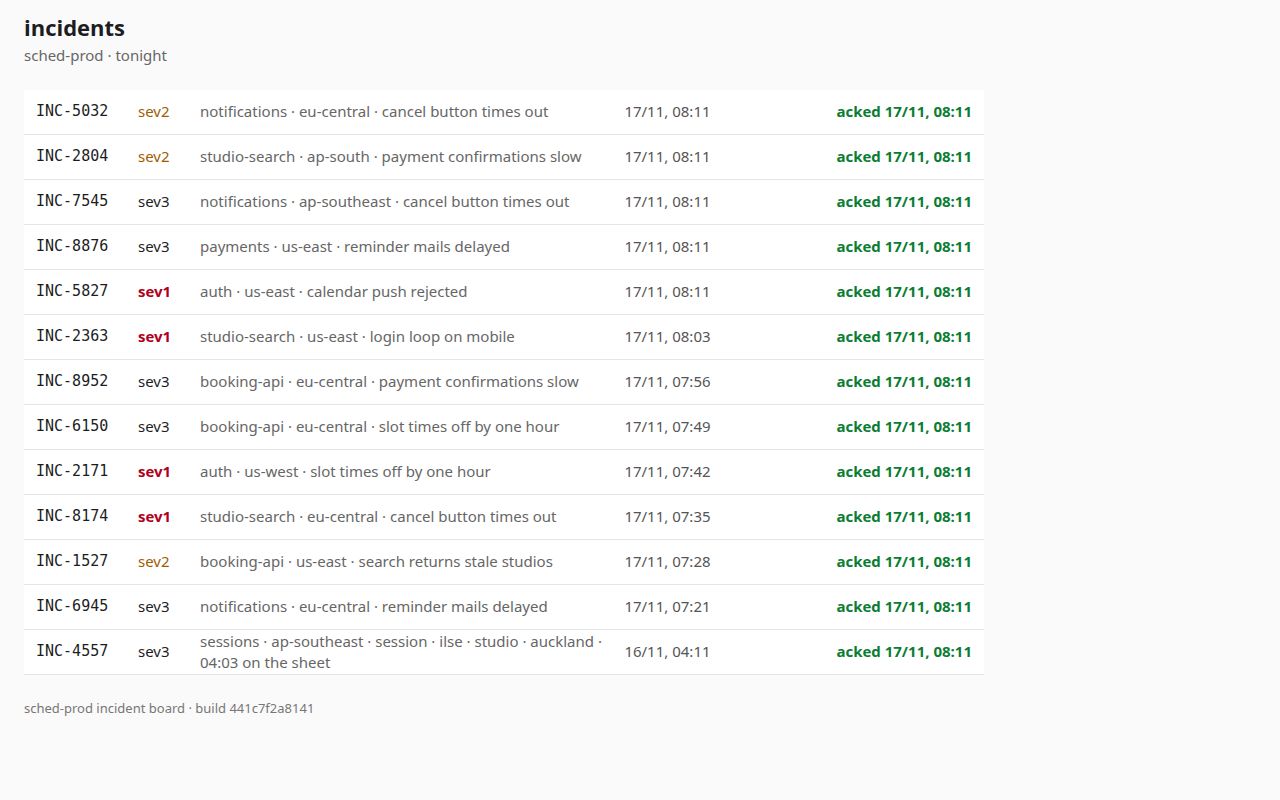 incidents
sched-prod · tonight
INC-5032 sev2 notifications · eu-central · cancel button times out 17/11, 08:11 acked 17/11, 08:11
INC-2804 sev2 studio-search · ap-south · payment confirmations slow 17/11, 08:11 acked 17/11, 08:11
INC-7545 sev3 notifications · ap-southeast · cancel button times out 17/11, 08:11 acked 17/11, 08:11
INC-8876 sev3 payments · us-east · reminder mails delayed 17/11, 08:11 acked 17/11, 08:11
INC-5827 sev1 auth · us-east · calendar push rejected 17/11, 08:11 acked 17/11, 08:11
INC-2363 sev1 studio-search · us-east · login loop on mobile 17/11, 08:03 acked 17/11, 08:11
INC-8952 sev3 booking-api · eu-central · payment confirmations slow 17/11, 07:56 acked 17/11, 08:11
INC-6150 sev3 booking-api · eu-central · slot times off by one hour 17/11, 07:49 acked 17/11, 08:11
INC-2171 sev1 auth · us-west · slot times off by one hour 17/11, 07:42 acked 17/11, 08:11
INC-8174 sev1 studio-search · eu-central · cancel button times out 17/11, 07:35 acked 17/11, 08:11
INC-1527 sev2 booking-api · us-east · search returns stale studios 17/11, 07:28 acked 17/11, 08:11
INC-6945 sev3 notifications · eu-central · reminder mails delayed 17/11, 07:21 acked 17/11, 08:11
INC-4557 sev3 sessions · ap-southeast · session · ilse · studio · auckland · 16/11, 04:11 acked 17/11, 08:11
04:03 on the sheet
sched-prod incident board · build 441c7f2a8141